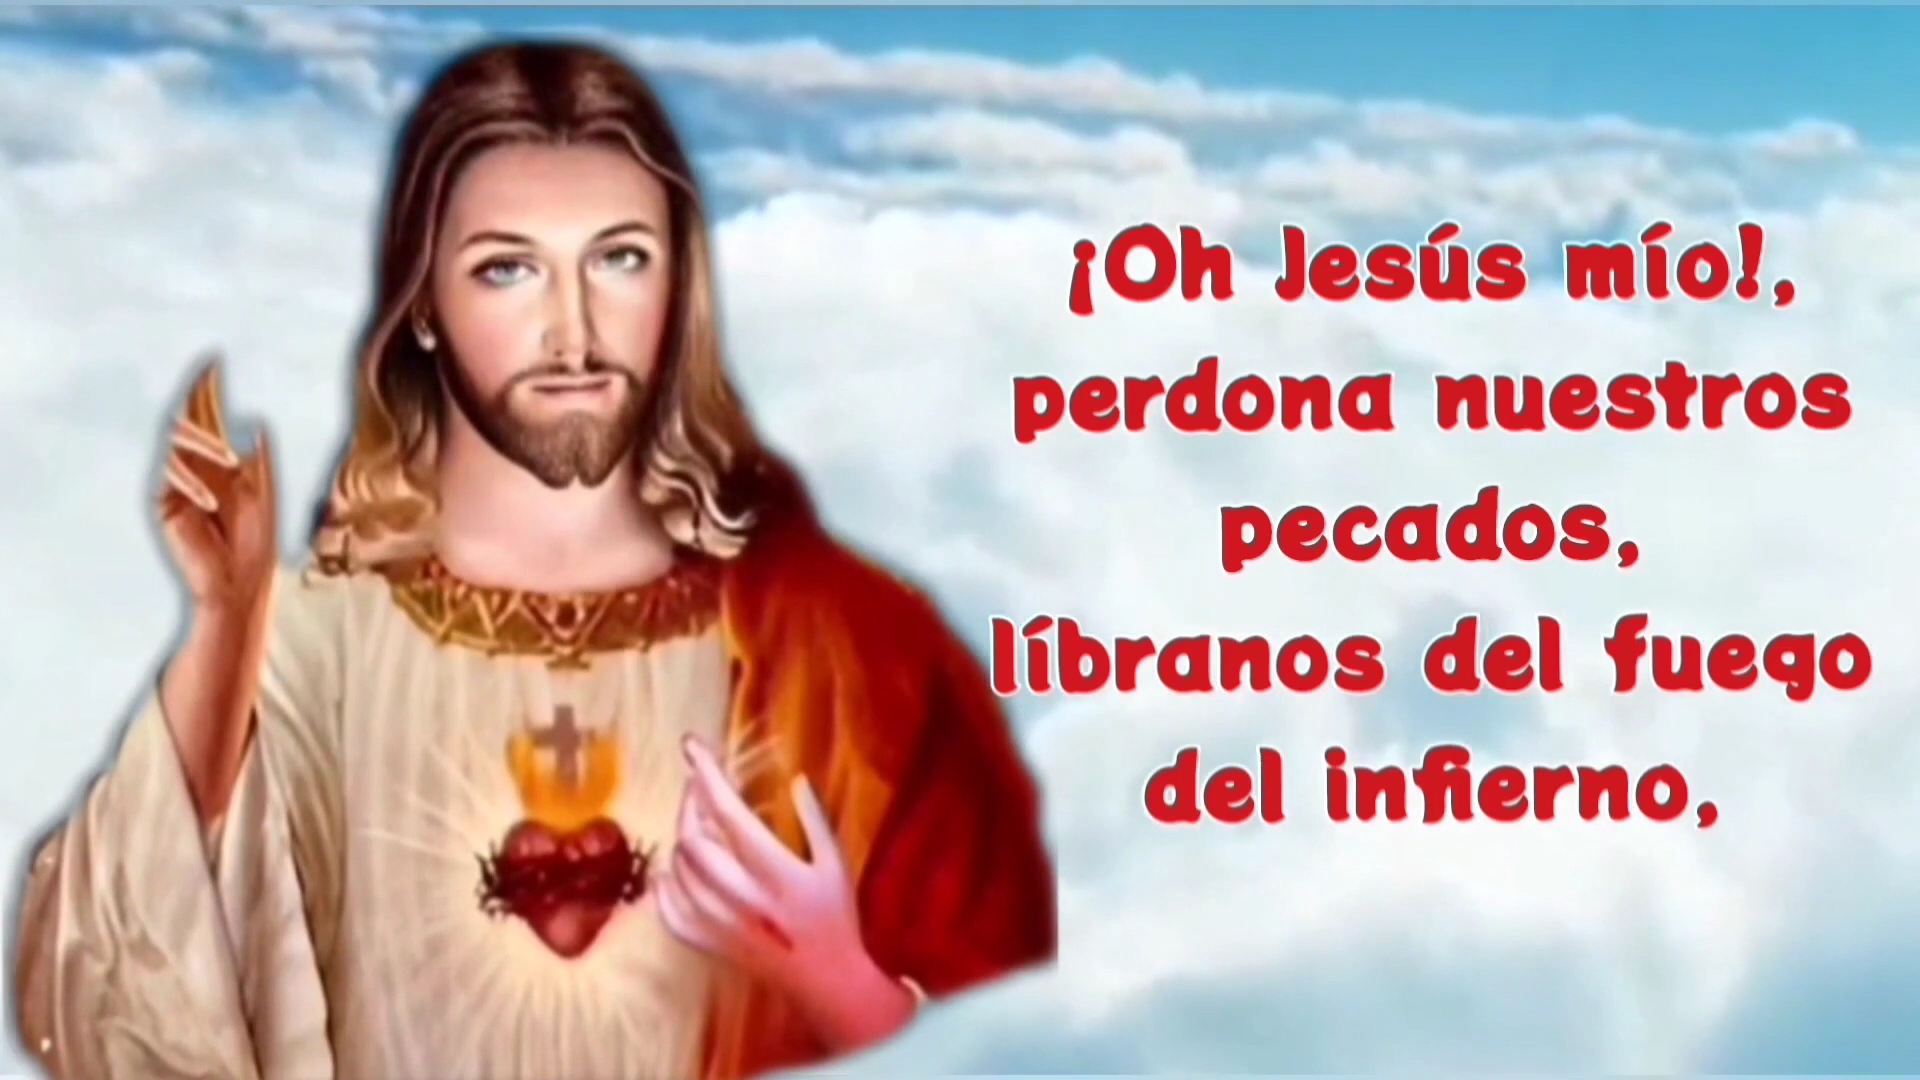 ¡Oh Jesús mío!,
perdona nuestros
pecados,
líbranos del fuego
del infierno,